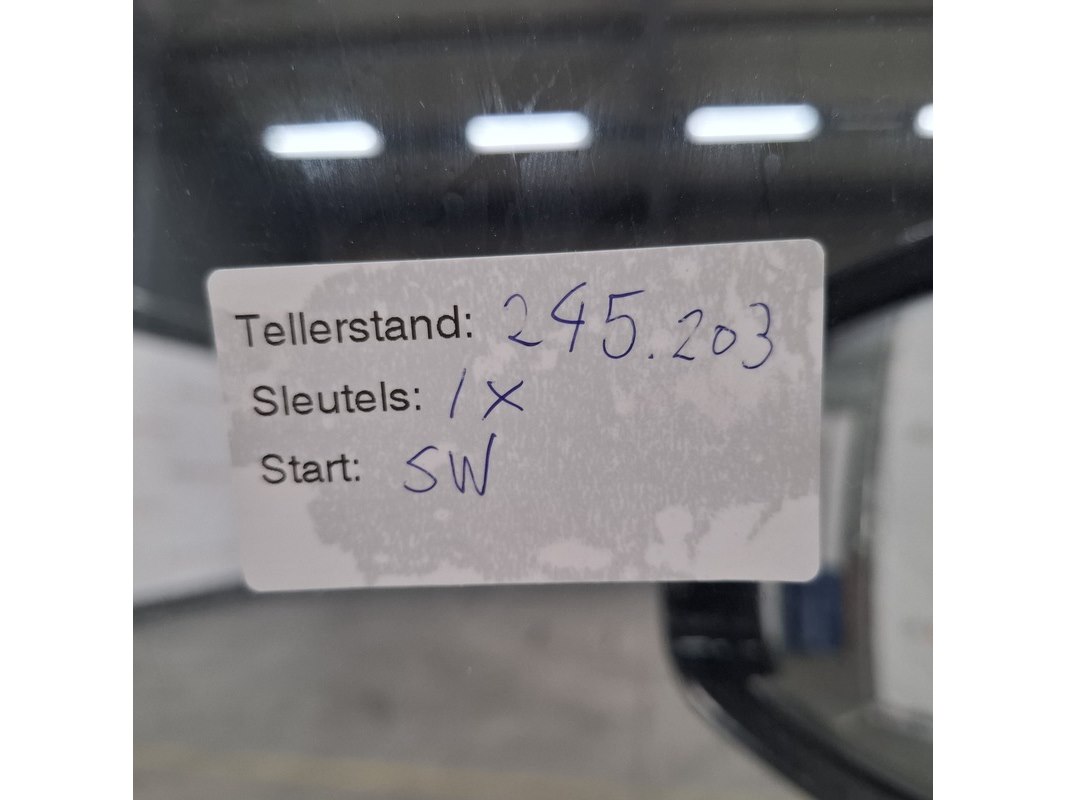 Tellerstand: 245.203
Sleutels: 1x
Start: SW